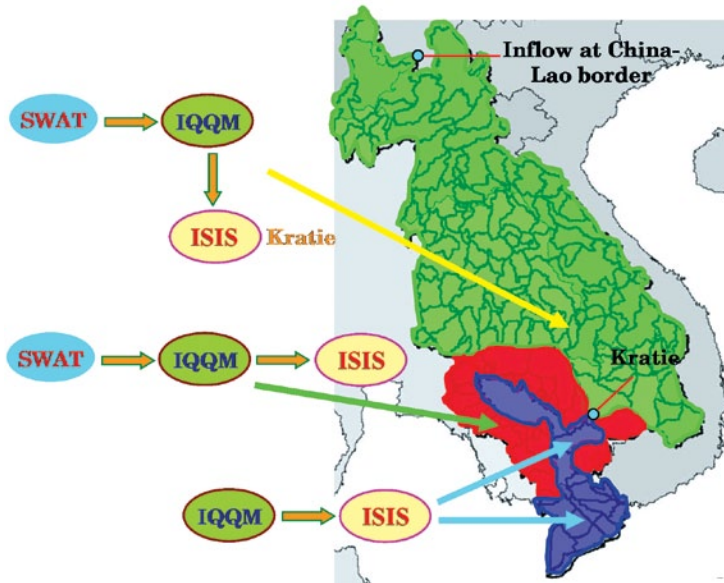 Inflow at China-
Lao border
SWAT
IQQM
ISIS
Kratie
SWAT
IQQM
ISIS
Kratie
IQQM
ISIS